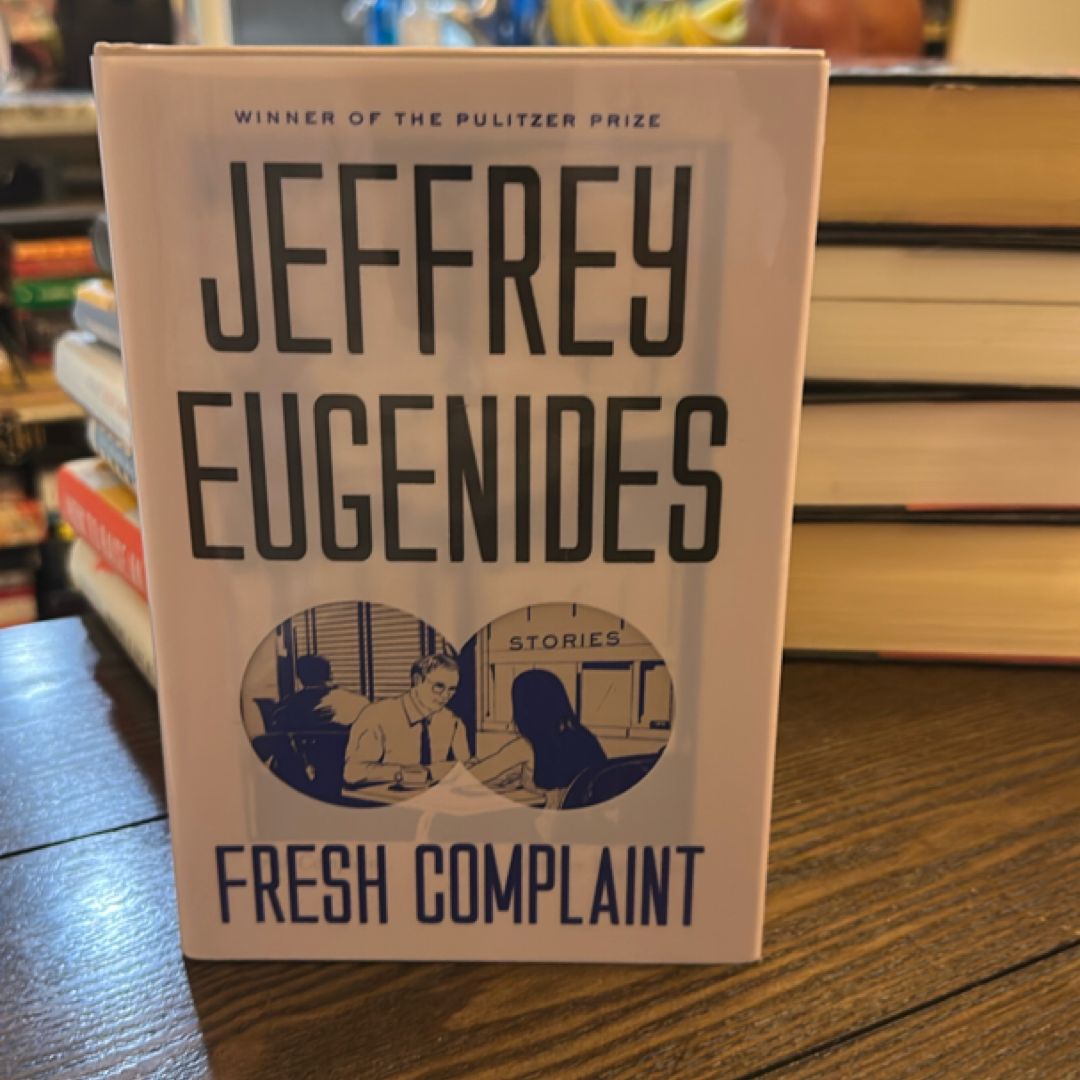 WINNER OF THE PULITZER PRIZE
JEFFREY
EUGENIDES
STORIES
FRESH COMPLAINT